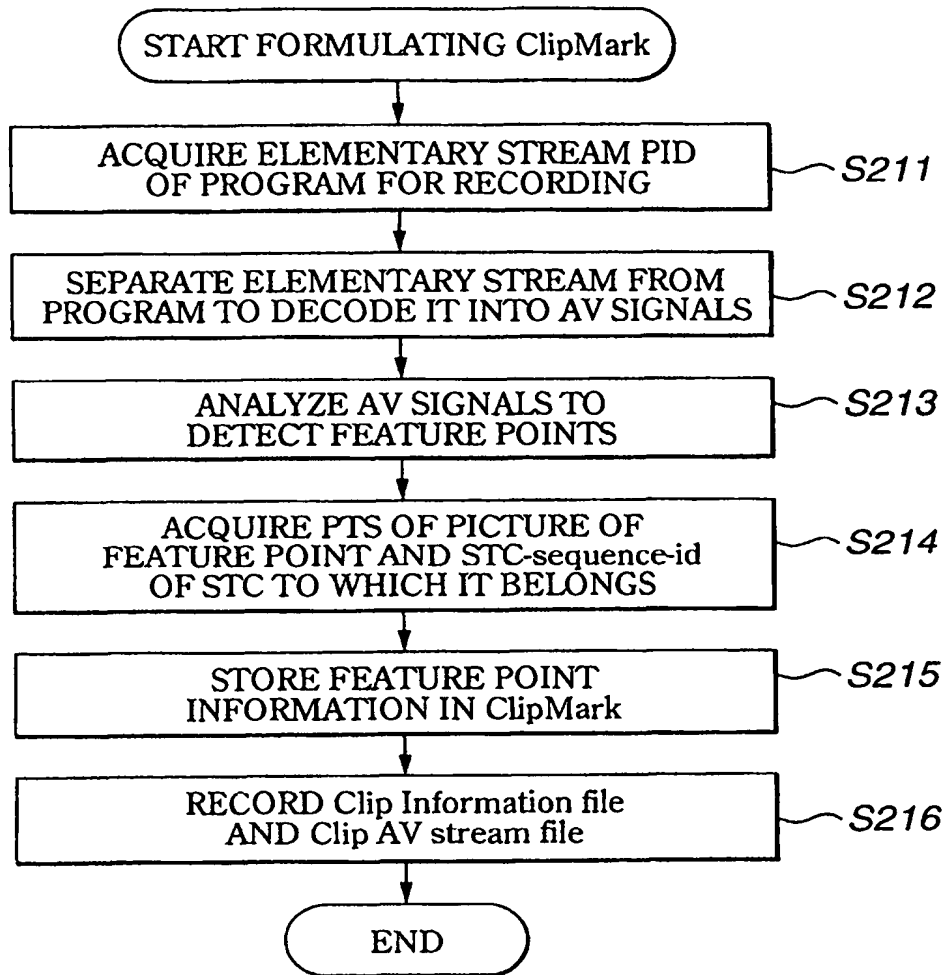 START FORMULATING ClipMark
ACQUIRE ELEMENTARY STREAM PID
OF PROGRAM FOR RECORDING
S211
SEPARATE ELEMENTARY STREAM FROM
PROGRAM TO DECODE IT INTO AV SIGNALS
S212
ANALYZE AV SIGNALS TO
DETECT FEATURE POINTS
S213
ACQUIRE PTS OF PICTURE OF
FEATURE POINT AND STC-sequence-id
OF STC TO WHICH IT BELONGS
S214
STORE FEATURE POINT
INFORMATION IN ClipMark
S215
RECORD Clip Information file
AND Clip AV stream file
S216
END